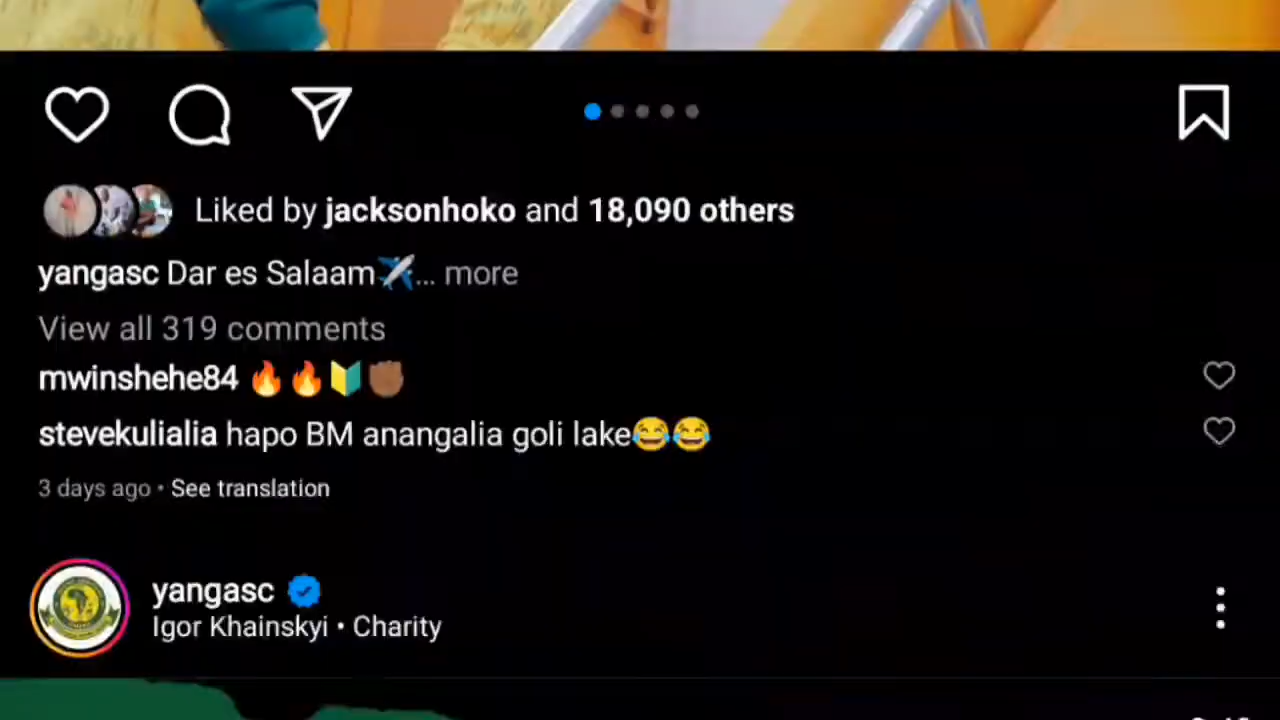 Liked by jacksonhoko and 18,090 others
yangasc Dar es Salaam✈️... more
View all 319 comments
mwinshehe84 🔥🔥🔰✊🏾
stevekulialia hapo BM anangalia goli lake😂😂
3 days ago • See translation
yangasc
Igor Khainskyi • Charity